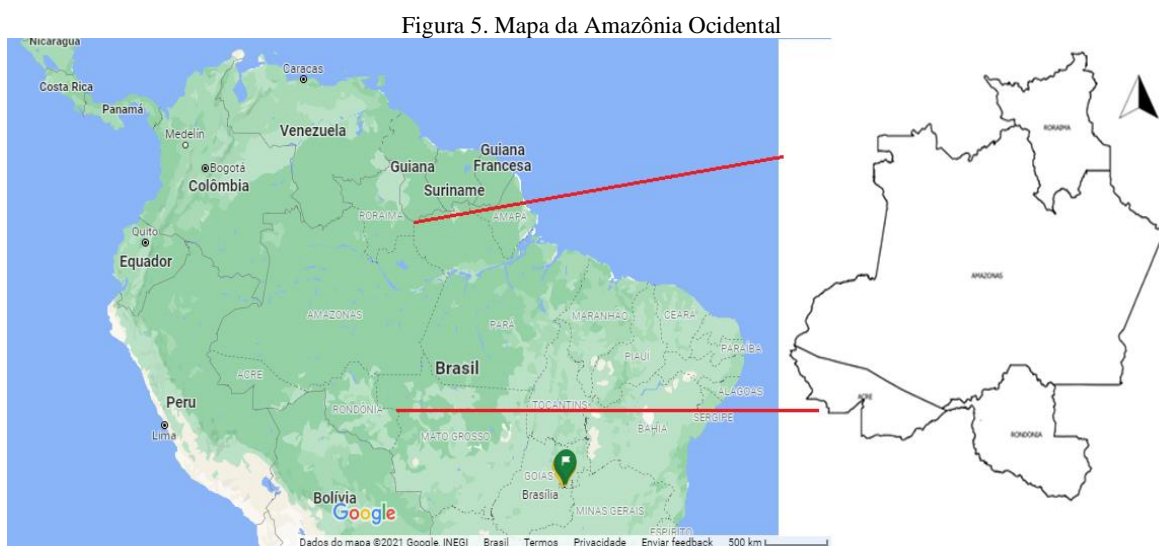 Figura 5. Mapa da Amazônia Ocidental
Nicarágua
Costa Rica
Panamá
Caracas
Medelín
Venezuela
Bogotá
Colômbia
Guiana
Guiana
Francesa
Suriname
RORAIMA
AMAPÁ
Quito
Equador
AMAZONAS
PARÁ
MARANHÃO
CEARÁ
PIAUÍ
PARAÍBA
Brasil
ACRE
ALAGOAS
Peru
RONDÔNIA
TOCANTINS
SERGIPE
Lima
MATO GROSSO
BAHIA
GOIÁS
Brasília
Bolívia
MINAS GERAIS
Google
ESPÍRITO
Dados do mapa ©2021 Google, INEGI Brasil Termos Privacidade Enviar feedback 500 km
RORAIMA
AMAZONAS
ACRE
RONDONIA